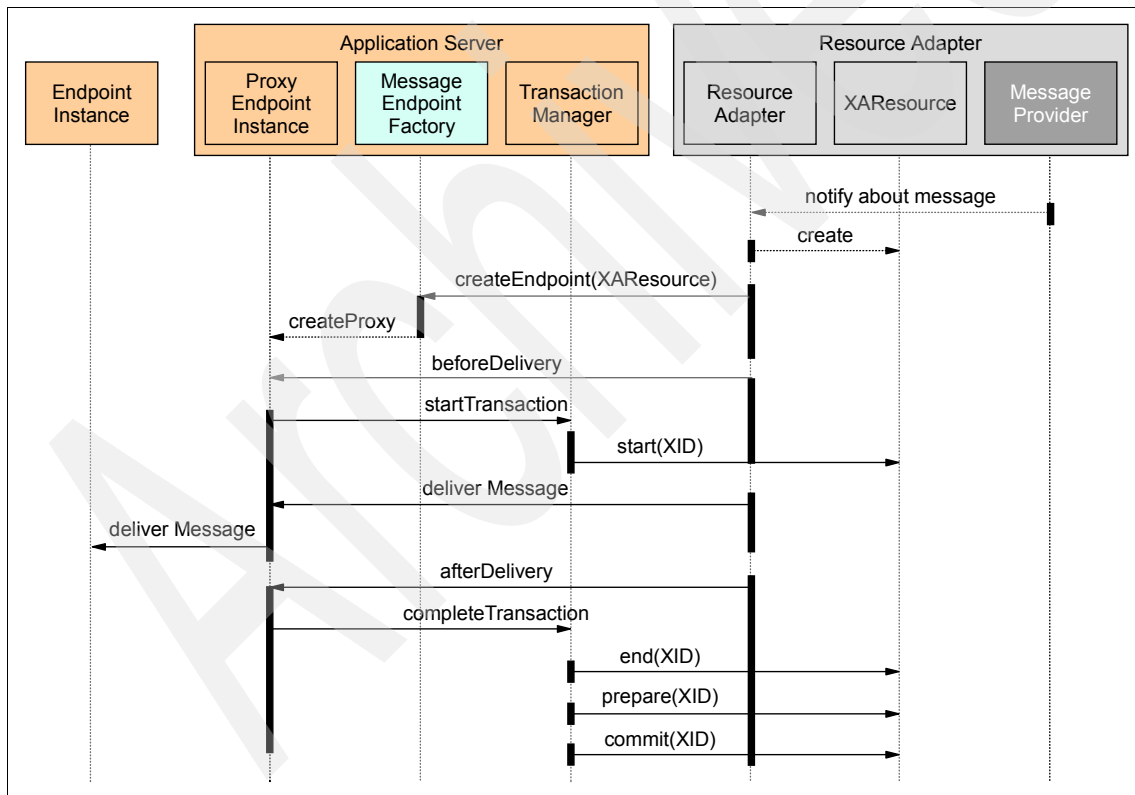 Application Server
Resource Adapter
Endpoint
Instance
Proxy
Endpoint
Instance
Message
Endpoint
Factory
Transaction
Manager
Resource
Adapter
XAResource
Message
Provider
notify about message
create
createEndpoint(XAResource)
createProxy
beforeDelivery
startTransaction
start(XID)
deliver Message
deliver Message
afterDelivery
completeTransaction
end(XID)
prepare(XID)
commit(XID)